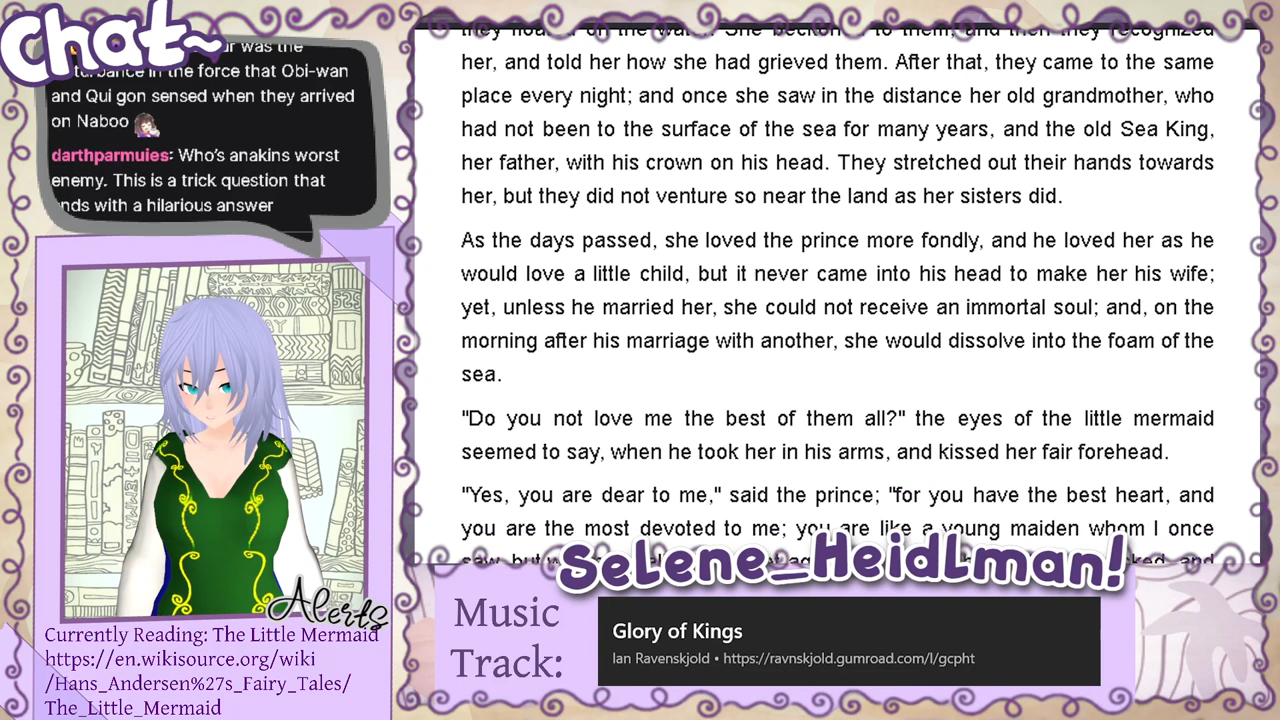 Chat~
was the
in the force that Obi-wan
and Qui gon sensed when they arrived
on Naboo
darthparmuies: Who's anakins worst
enemy. This is a trick question that
ends with a hilarious answer
Alerts
Currently Reading: The Little Mermaid
https://en.wikisource.org/wiki
/Hans_Andersen%27s_Fairy_Tales/
The_Little_Mermaid
they on the She to them, and then they recognized
her, and told her how she had grieved them. After that, they came to the same
place every night; and once she saw in the distance her old grandmother, who
had not been to the surface of the sea for many years, and the old Sea King,
her father, with his crown on his head. They stretched out their hands towards
her, but they did not venture so near the land as her sisters did.
As the days passed, she loved the prince more fondly, and he loved her as he
would love a little child, but it never came into his head to make her his wife;
yet, unless he married her, she could not receive an immortal soul; and, on the
morning after his marriage with another, she would dissolve into the foam of the
sea.
"Do you not love me the best of them all?" the eyes of the little mermaid
seemed to say, when he took her in his arms, and kissed her fair forehead.
"Yes, you are dear to me," said the prince; "for you have the best heart, and
you are the most devoted to me; you are like a young maiden whom I once
Selene_Heidlman!
Music
Track:
Glory of Kings
Ian Ravenskjold • https://ravnskjold.gumroad.com/l/gcpht